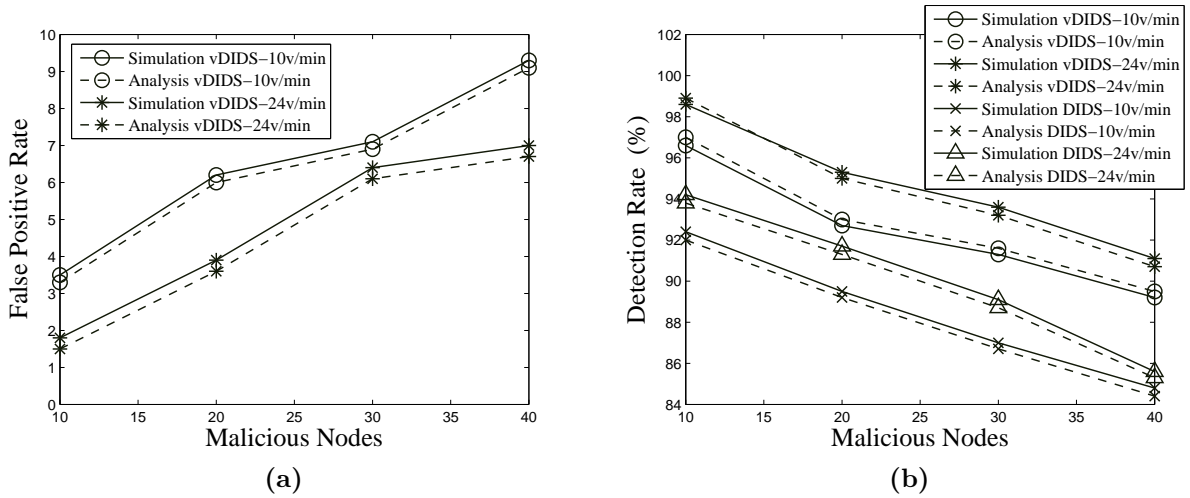 Simulation vDIDS–10v/min
Analysis vDIDS–10v/min
Simulation vDIDS–24v/min
Analysis vDIDS–24v/min
False Positive Rate
10
9
8
7
6
5
4
3
2
1
0
10 15 20 25 30 35 40
Malicious Nodes
(a)
Simulation vDIDS–10v/min
Analysis vDIDS–10v/min
Simulation vDIDS–24v/min
Analysis vDIDS–24v/min
Simulation DIDS–10v/min
Analysis DIDS–10v/min
Simulation DIDS–24v/min
Analysis DIDS–24v/min
Detection Rate (%)
102
100
98
96
94
92
90
88
86
84
10 15 20 25 30 35 40
Malicious Nodes
(b)